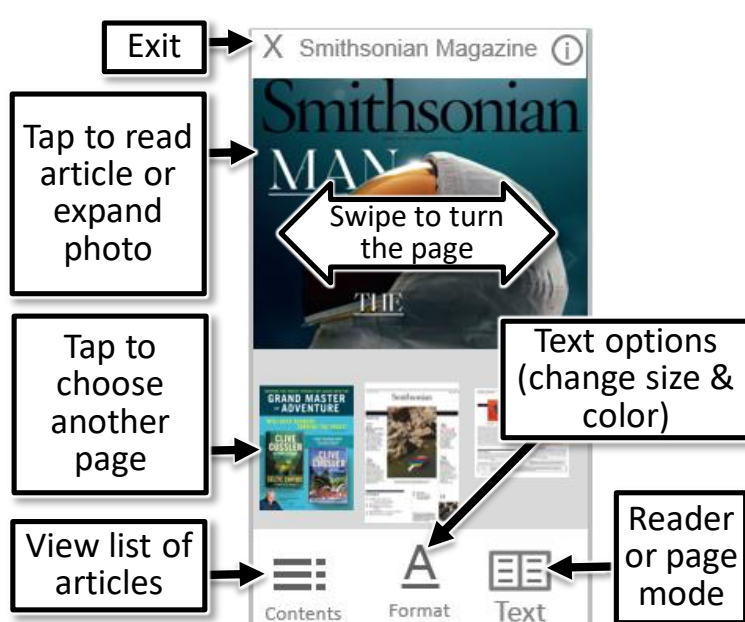 Exit
X Smithsonian Magazine i
Tap to read
article or
expand
photo
Smithsonian
MAN
Swipe to turn
the page
THE
Tap to
choose
another
page
Text options
(change size &
color)
GRAND MASTER
OF ADVENTURE
CLIVE
CUSSLER
CELTIC EMPIRE
CLIVE
CUSSLER
Smithsonian
View list of
articles
Contents
A
Format
Text
Reader
or page
mode